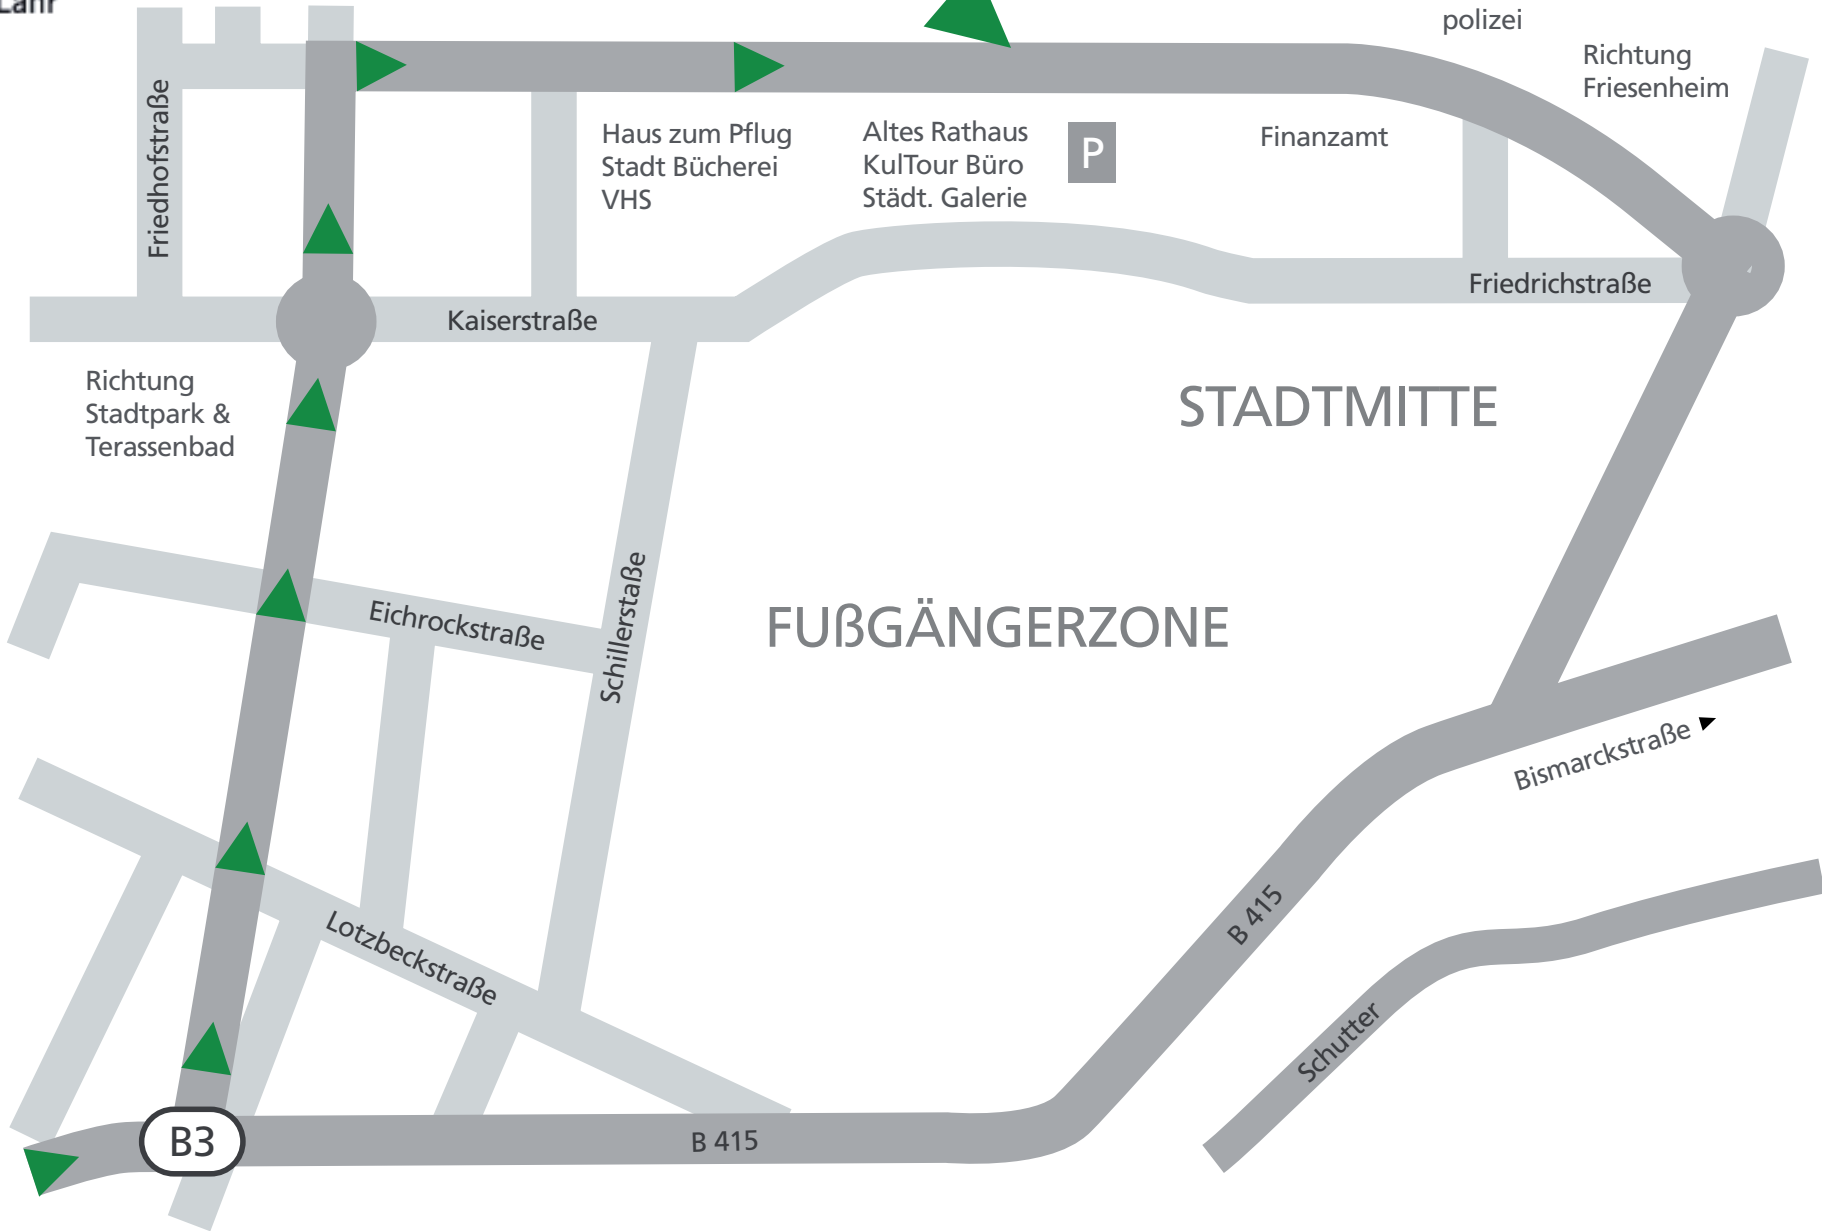 Lahr
polizei
Richtung
Friesenheim
Friedhofstraße
Haus zum Pflug
Stadt Bücherei
VHS
Altes Rathaus
KulTour Büro
Städt. Galerie
P
Finanzamt
Friedrichstraße
Kaiserstraße
Richtung
Stadtpark &
Terassenbad
STADTMITTE
Eichrockstraße
Schillerstaße
FUßGÄNGERZONE
Bismarckstraße
Lotzbeckstraße
B 415
Schutter
B3
B 415